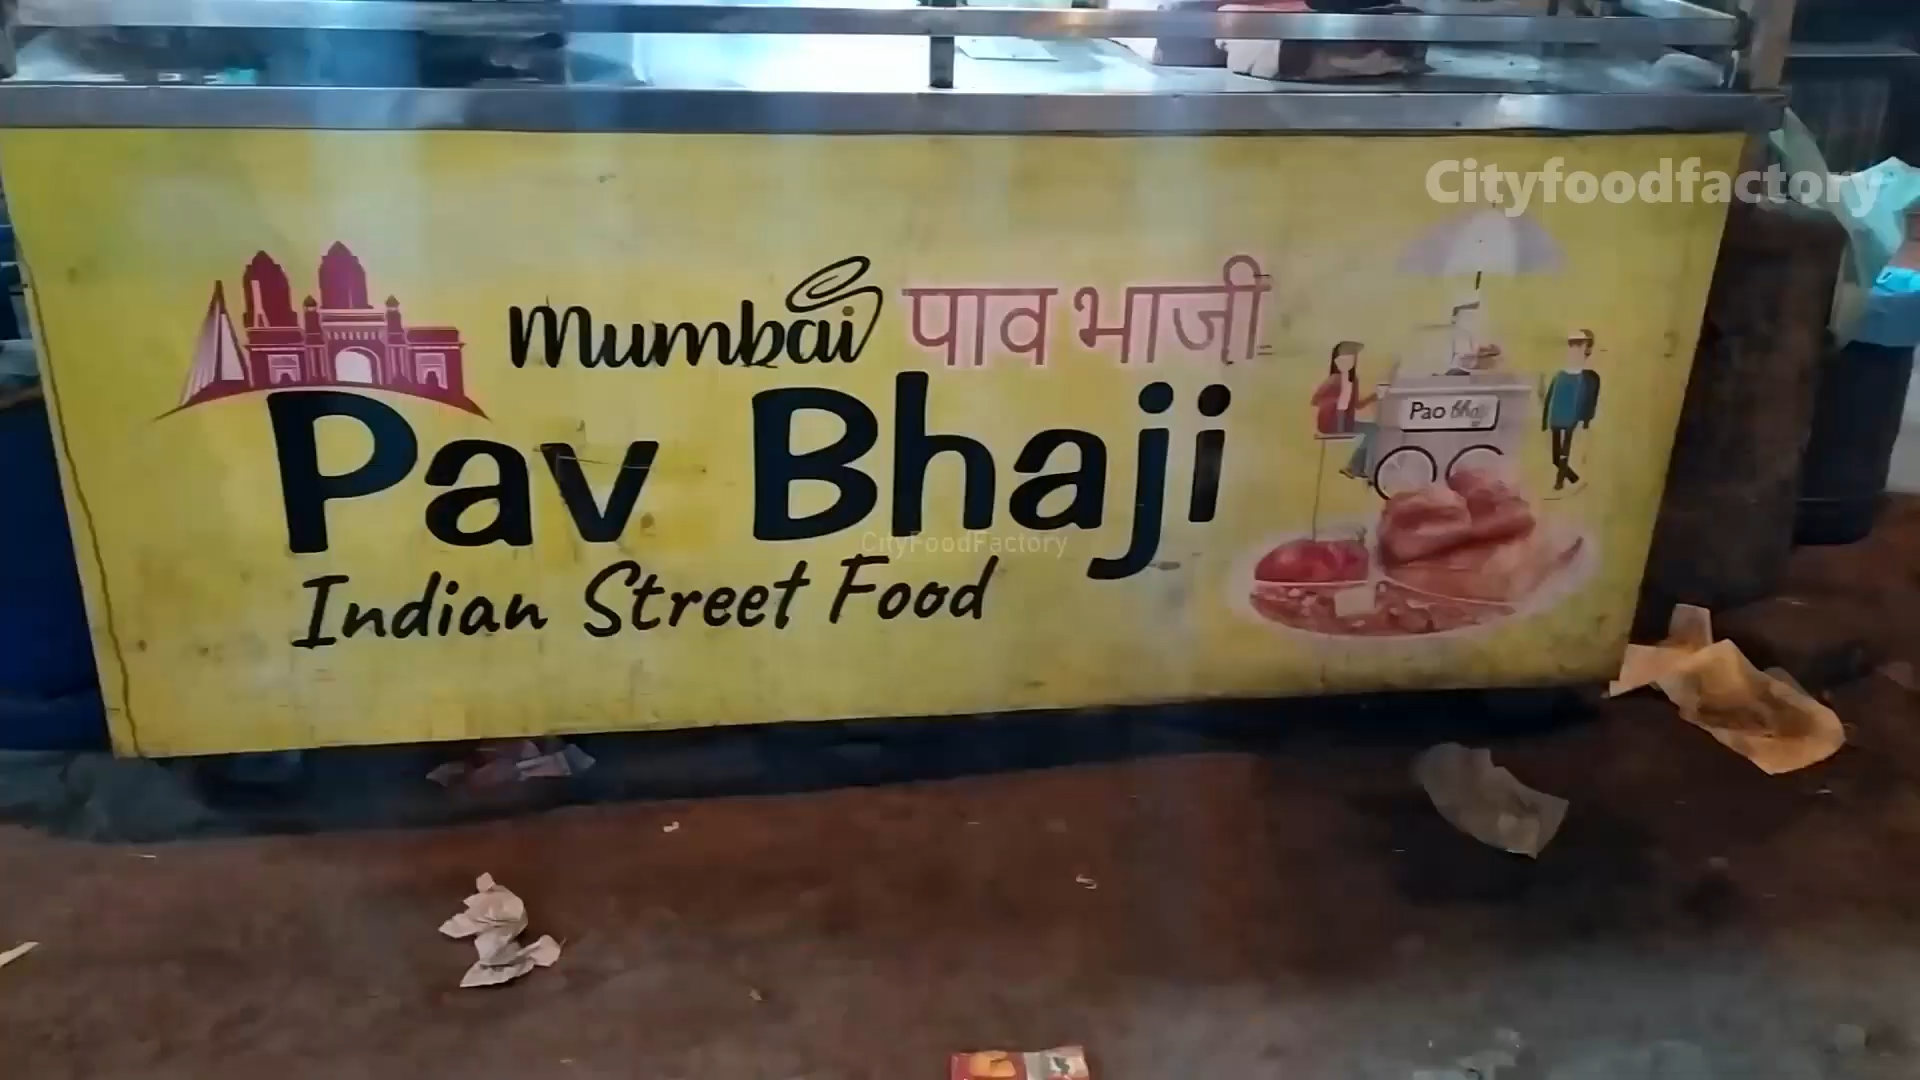 Cityfoodfactory
Mumbai पाव भाजी
Pav Bhaji
Pao Bhaji
CityFoodFactory
Indian Street Food